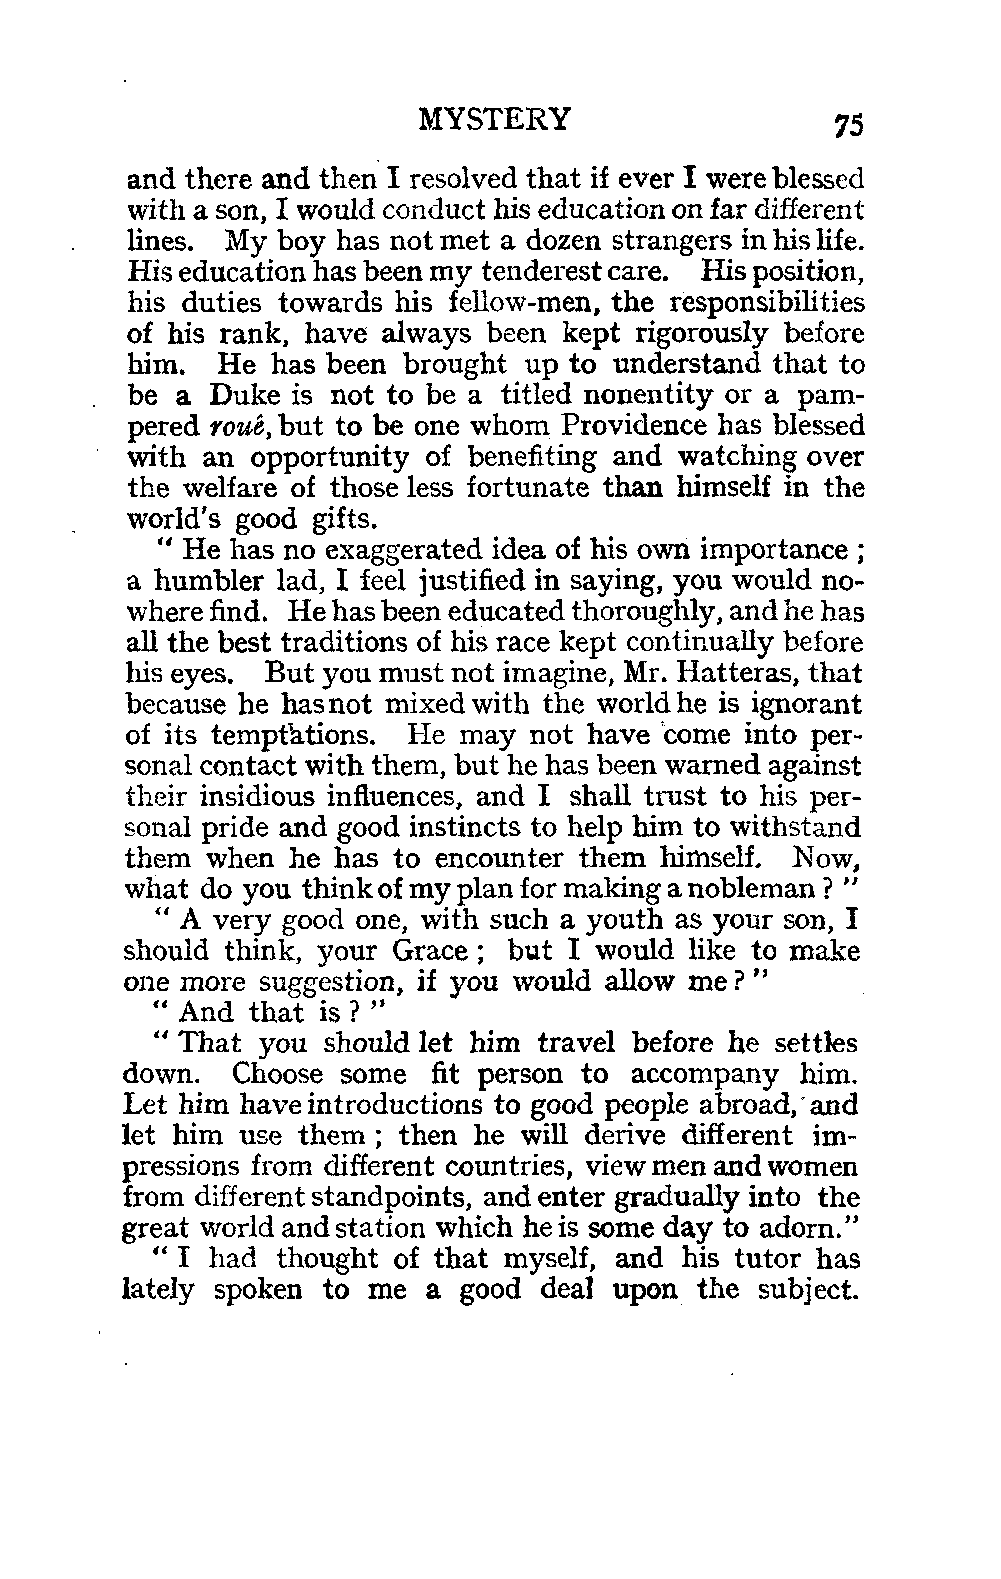 MYSTERY 75
and there and then I resolved that if ever I were blessed
with a son, I would conduct his education on far different
lines. My boy has not met a dozen strangers in his life.
His education has been my tenderest care. His position,
his duties towards his fellow-men, the responsibilities
of his rank, have always been kept rigorously before
him. He has been brought up to understand that to
be a Duke is not to be a titled nonentity or a pam-
pered roué, but to be one whom Providence has blessed
with an opportunity of benefiting and watching over
the welfare of those less fortunate than himself in the
world's good gifts.
“ He has no exaggerated idea of his own importance ;
a humbler lad, I feel justified in saying, you would no-
where find. He has been educated thoroughly, and he has
all the best traditions of his race kept continually before
his eyes. But you must not imagine, Mr. Hatteras, that
because he has not mixed with the world he is ignorant
of its temptations. He may not have come into per-
sonal contact with them, but he has been warned against
their insidious influences, and I shall trust to his per-
sonal pride and good instincts to help him to withstand
them when he has to encounter them himself. Now,
what do you think of my plan for making a nobleman ? ”
“ A very good one, with such a youth as your son, I
should think, your Grace ; but I would like to make
one more suggestion, if you would allow me ? ”
“ And that is ? ”
“ That you should let him travel before he settles
down. Choose some fit person to accompany him.
Let him have introductions to good people abroad, and
let him use them ; then he will derive different im-
pressions from different countries, view men and women
from different standpoints, and enter gradually into the
great world and station which he is some day to adorn.”
“ I had thought of that myself, and his tutor has
lately spoken to me a good deal upon the subject.